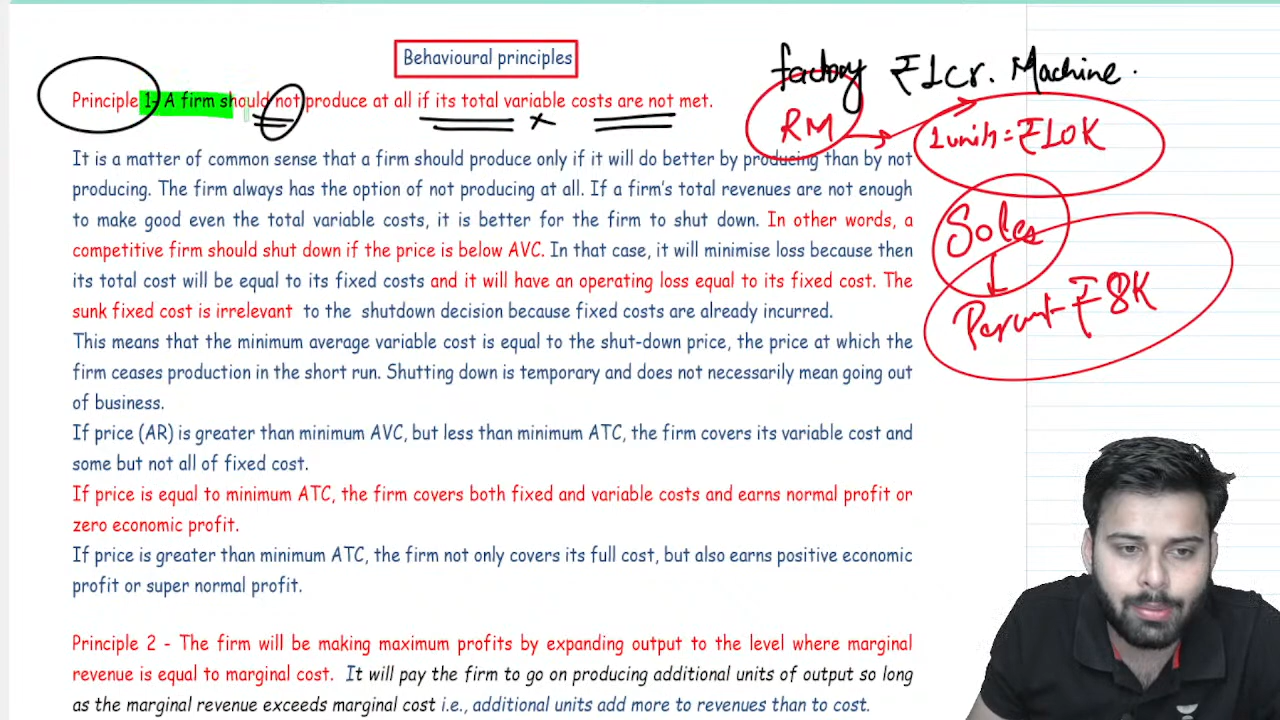 Behavioural principles
Principle 1- A firm should not produce at all if its total variable costs are not met.
It is a matter of common sense that a firm should produce only if it will do better by producing than by not
producing. The firm always has the option of not producing at all. If a firm's total revenues are not enough
to make good even the total variable costs, it is better for the firm to shut down. In other words, a
competitive firm should shut down if the price is below AVC. In that case, it will minimise loss because then
its total cost will be equal to its fixed costs and it will have an operating loss equal to its fixed cost. The
sunk fixed cost is irrelevant to the shutdown decision because fixed costs are already incurred.
This means that the minimum average variable cost is equal to the shut-down price, the price at which the
firm ceases production in the short run. Shutting down is temporary and does not necessarily mean going out
of business.
If price (AR) is greater than minimum AVC, but less than minimum ATC, the firm covers its variable cost and
some but not all of fixed cost.
If price is equal to minimum ATC, the firm covers both fixed and variable costs and earns normal profit or
zero economic profit.
If price is greater than minimum ATC, the firm not only covers its full cost, but also earns positive economic
profit or super normal profit.
Principle 2 - The firm will be making maximum profits by expanding output to the level where marginal
revenue is equal to marginal cost. It will pay the firm to go on producing additional units of output so long
as the marginal revenue exceeds marginal cost i.e., additional units add more to revenues than to cost.
factory ₹1cr. Machine.
RM
1 units = ₹10K
Sales
₹8K